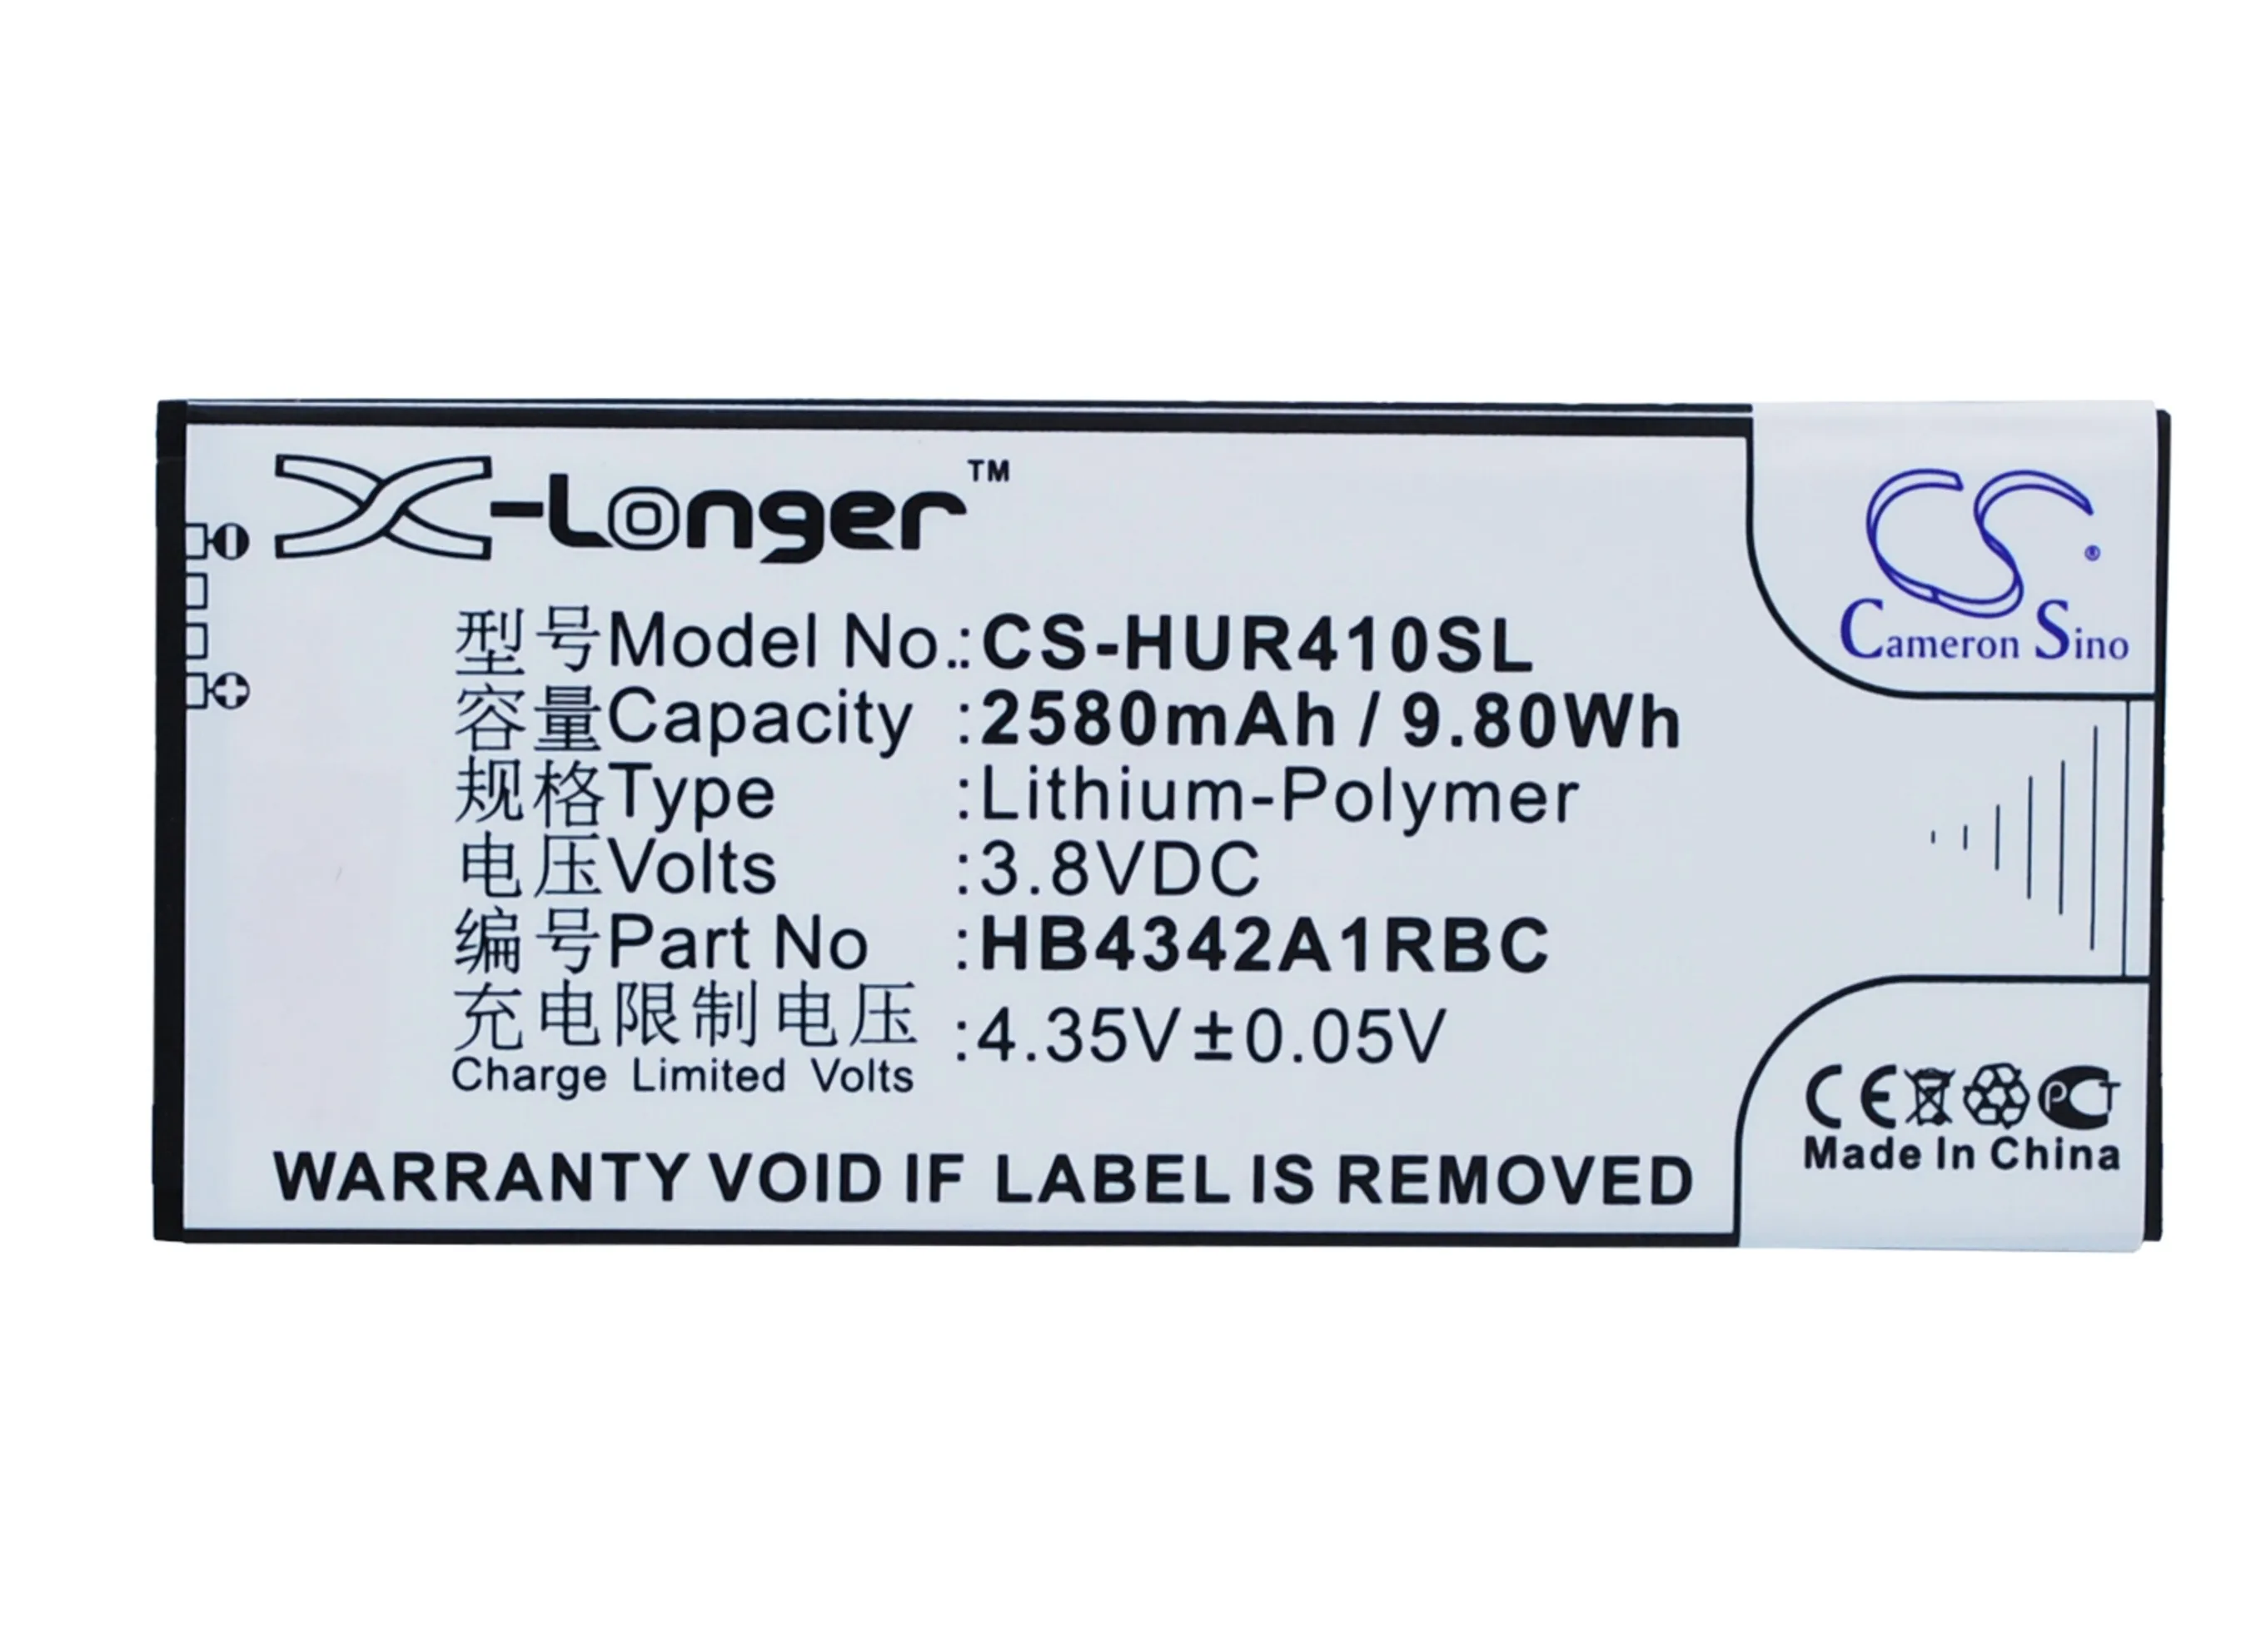 X-Longer™
CS®
Cameron Sino
型号Model No.:CS-HUR410SL
容量Capacity :2580mAh / 9.80Wh
规格Type :Lithium-Polymer
电压Volts :3.8VDC
编号Part No :HB4342A1RBC
充电限制电压 :4.35V±0.05V
Charge Limited Volts
CE PCT
Made In China
WARRANTY VOID IF LABEL IS REMOVED